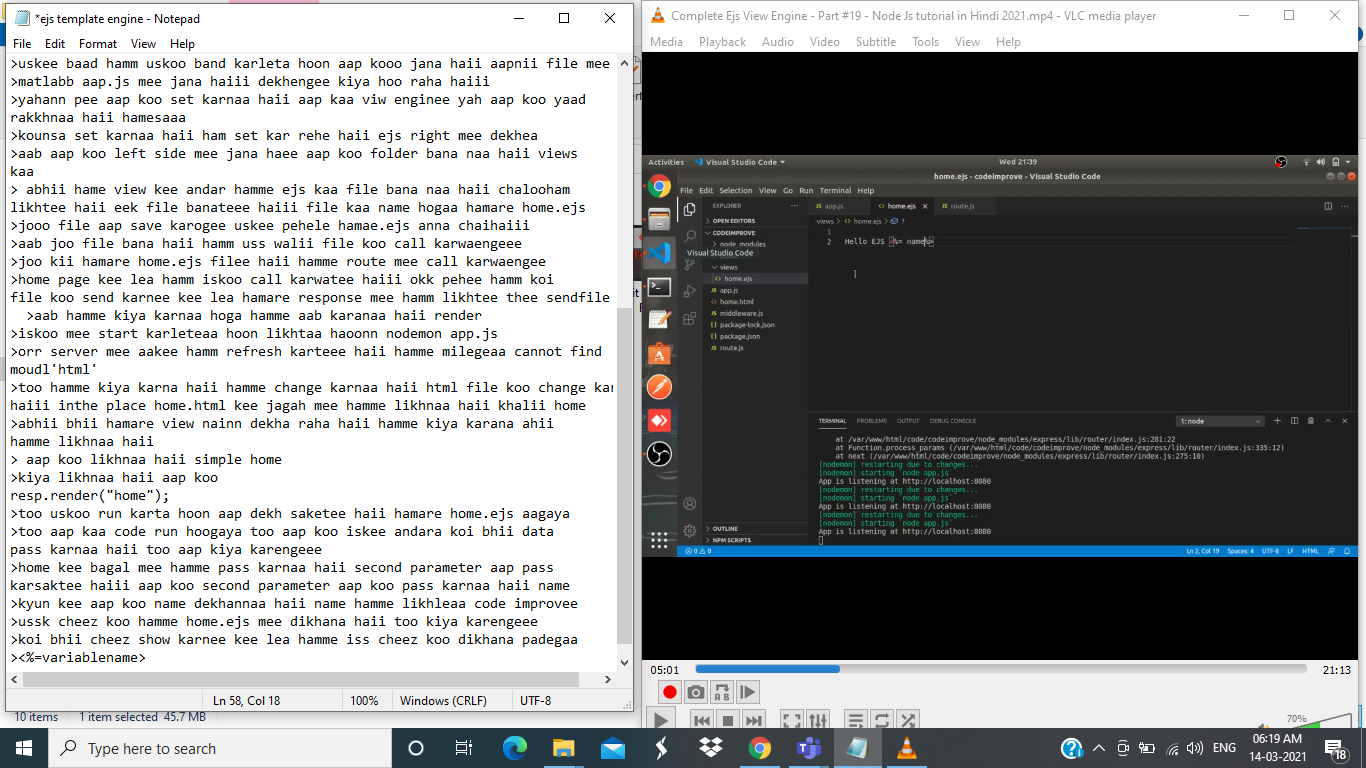 *ejs template engine - Notepad
File Edit Format View Help
>uskee baad hamm uskoo band karleta hoon aap kooo jana haii aapnii file mee
>matlabb aap.js mee jana haiii dekhengee kiya hoo raha haiii
>yahann pee aap koo set karnaa haii aap kaa viw enginee yah aap koo yaad
rakkhnaa haii hamesaaa
>kounsa set karnaa haii ham set kar rehe haii ejs right mee dekhea
>aab aap koo left side mee jana haee aap koo folder bana naa haii views
kaa
> abhii hame view kee andar hamme ejs kaa file bana naa haii chalooham
likhtee haii eek file banateee haiii file kaa name hogaa hamare home.ejs
>jooo file aap save karogee uskee pehele hamae.ejs anna chaihaiii
>aab joo file bana haii hamm uss walii file koo call karwaengeee
>joo kii hamare home.ejs filee haii hamme route mee call karwaengee
>home page kee lea hamm iskoo call karwatee haiii okk pehee hamm koi
file koo send karnee kee lea hamare response mee hamm likhtee thee sendfile
>aab hamme kiya karnaa hoga hamme aab karanaa haii render
>iskoo mee start karleteaa hoon likhtaa haoonn nodemon app.js
>orr server mee aakee hamm refresh karteee haii hamme milegeaa cannot find
moudl'html'
>too hamme kiya karna haii hamme change karnaa haii html file koo change kar
haiii inthe place home.html kee jagah mee hamme likhnaa haii khalii home
>abhii bhii hamare view nainn dekha raha haii hamme kiya karana ahii
hamme likhnaa haii
> aap koo likhnaa haii simple home
>kiya likhnaa haii aap koo
resp.render("home");
>too uskoo run karta hoon aap dekh saketee haii hamare home.ejs aagaya
>too aap kaa code run hoogaya too aap koo iskee andara koi bhii data
pass karnaa haii too aap kiya karengeee
>home kee bagal mee hamme pass karnaa haii second parameter aap pass
karsaktee haiii aap koo second parameter aap koo pass karnaa haii name
>kyun kee aap koo name dekhannaa haii name hamme likhleaa code improvee
>ussk cheez koo hamme home.ejs mee dikana haii too kiya karengeee
>koi bhii cheez show karnee kee lea hamme iss cheez koo dikhana padegaa
><%=variablename>
Ln 58, Col 18 100% Windows (CRLF) UTF-8
10 items 1 item selected 45.7 MB
Complete Ejs View Engine - Part #19 - Node Js tutorial in Hindi 2021.mp4 - VLC media player
Media Playback Audio Video Subtitle Tools View Help
Activities Visual Studio Code Wed 21:39
home.ejs - codeimprove - Visual Studio Code
File Edit Selection View Go Run Terminal Help
EXPLORER
app.js home.ejs route.js
OPEN EDITORS
views > home.ejs > ?
CODEIMPROVE
node_modules
Visual Studio Code
views
home.ejs
app.js
home.html
middleware.js
package-lock.json
package.json
route.js
1
2 Hello EJS <%= name%>
TERMINAL PROBLEMS OUTPUT DEBUG CONSOLE 1: node
at /var/www/html/code/codeimprove/node_modules/express/lib/router/index.js:281:22
at Function.process_params (/var/www/html/code/codeimprove/node_modules/express/lib/router/index.js:335:12)
at next (/var/www/html/code/codeimprove/node_modules/express/lib/router/index.js:275:10)
[nodemon] restarting due to changes...
[nodemon] starting `node app.js`
App is listening at http://localhost:8080
[nodemon] restarting due to changes...
[nodemon] starting `node app.js`
App is listening at http://localhost:8080
[nodemon] restarting due to changes...
[nodemon] starting `node app.js`
App is listening at http://localhost:8080
OUTLINE
NPM SCRIPTS
0 0 Ln 2, Col 19 Spaces: 4 UTF-8 LF HTML
05:01 21:13
70%
Type here to search
ENG
06:19 AM
14-03-2021
18